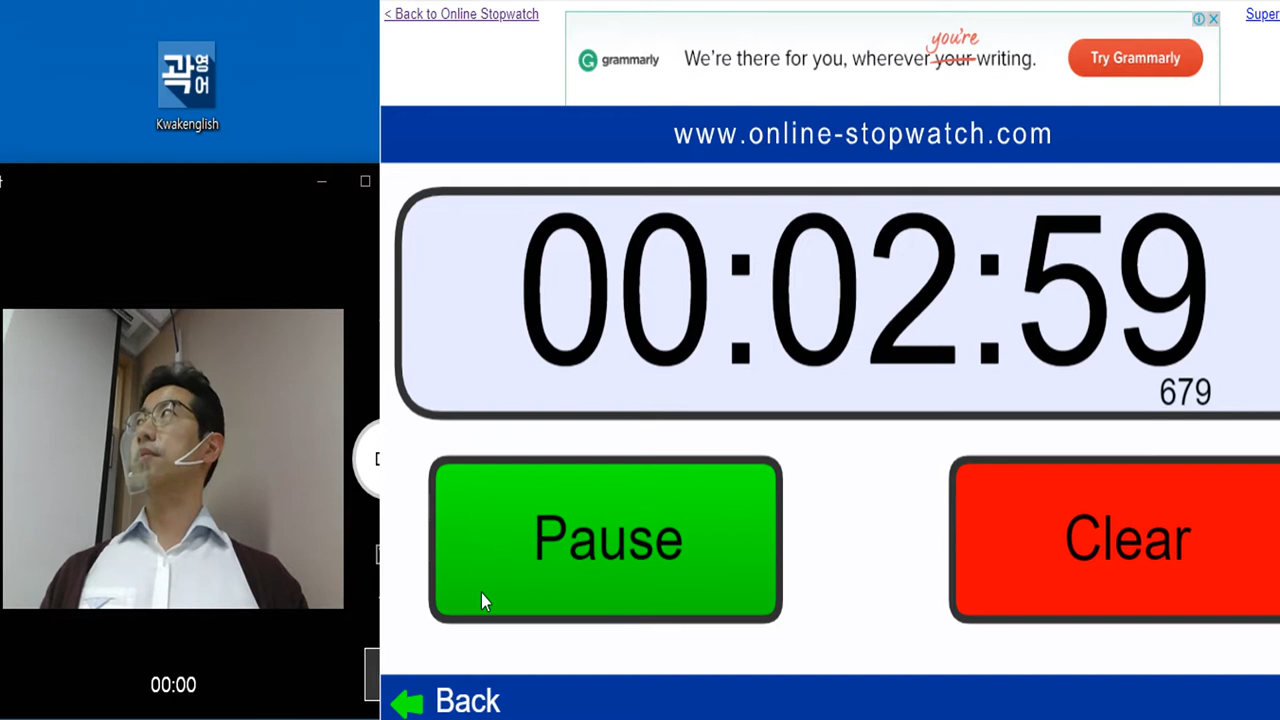 < Back to Online Stopwatch
grammarly
you're
We're there for you, wherever your writing.
Try Grammarly
Super
곽영어
Kwakenglish
www.online-stopwatch.com
00:02:59
679
Pause
Clear
00:00
Back